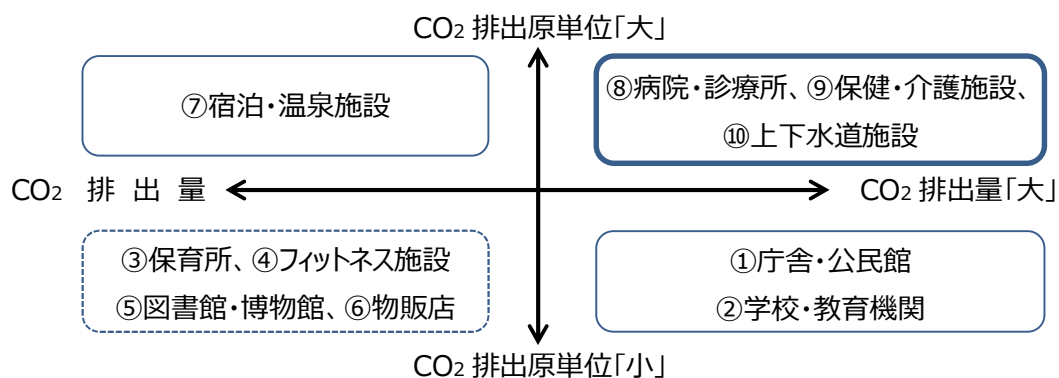 CO2 排出原単位「大」
⑦宿泊・温泉施設
⑧病院・診療所、⑨保健・介護施設、
⑩上下水道施設
CO2 排 出 量
CO2 排出量「大」
③保育所、④フィットネス施設
⑤図書館・博物館、⑥物販店
①庁舎・公民館
②学校・教育機関
CO2 排出原単位「小」